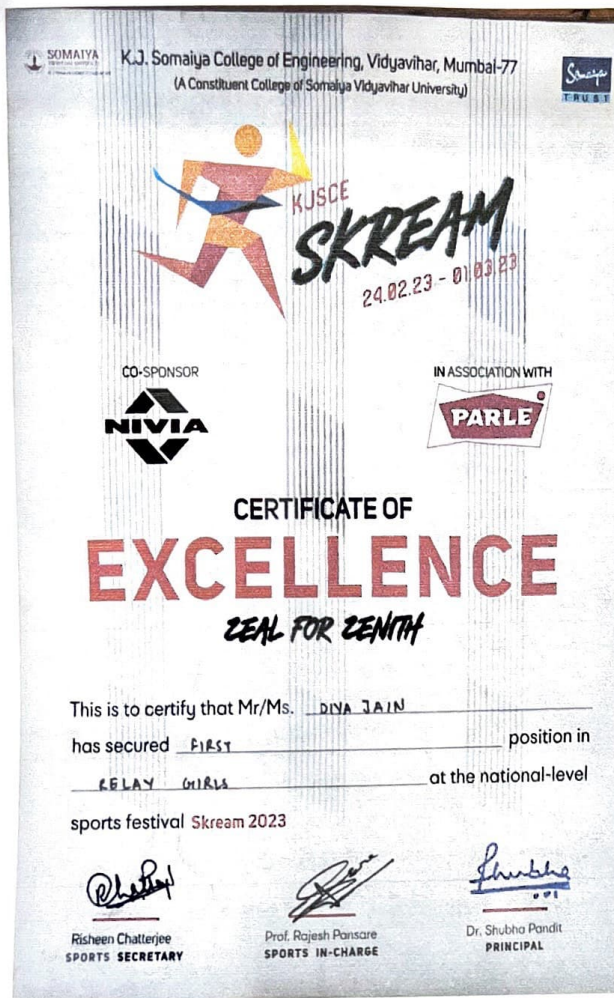 SOMAIYA
K.J. Somaiya College of Engineering, Vidyavihar, Mumbai-77
(A Constituent College of Somaiya Vidyavihar University)
Somaiya
TRUST
KJSCE
SKREAM
24.02.23 - 01.03.23
CO-SPONSOR
IN ASSOCIATION WITH
NIVIA
PARLE
CERTIFICATE OF
EXCELLENCE
ZEAL FOR ZENITH
This is to certify that Mr/Ms. DIYA JAIN
has secured FIRST position in
RELAY GIRLS at the national-level
sports festival Skream 2023
Risheen Chatterjee
SPORTS SECRETARY
Prof. Rajesh Pansare
SPORTS IN-CHARGE
Dr. Shubha Pandit
PRINCIPAL